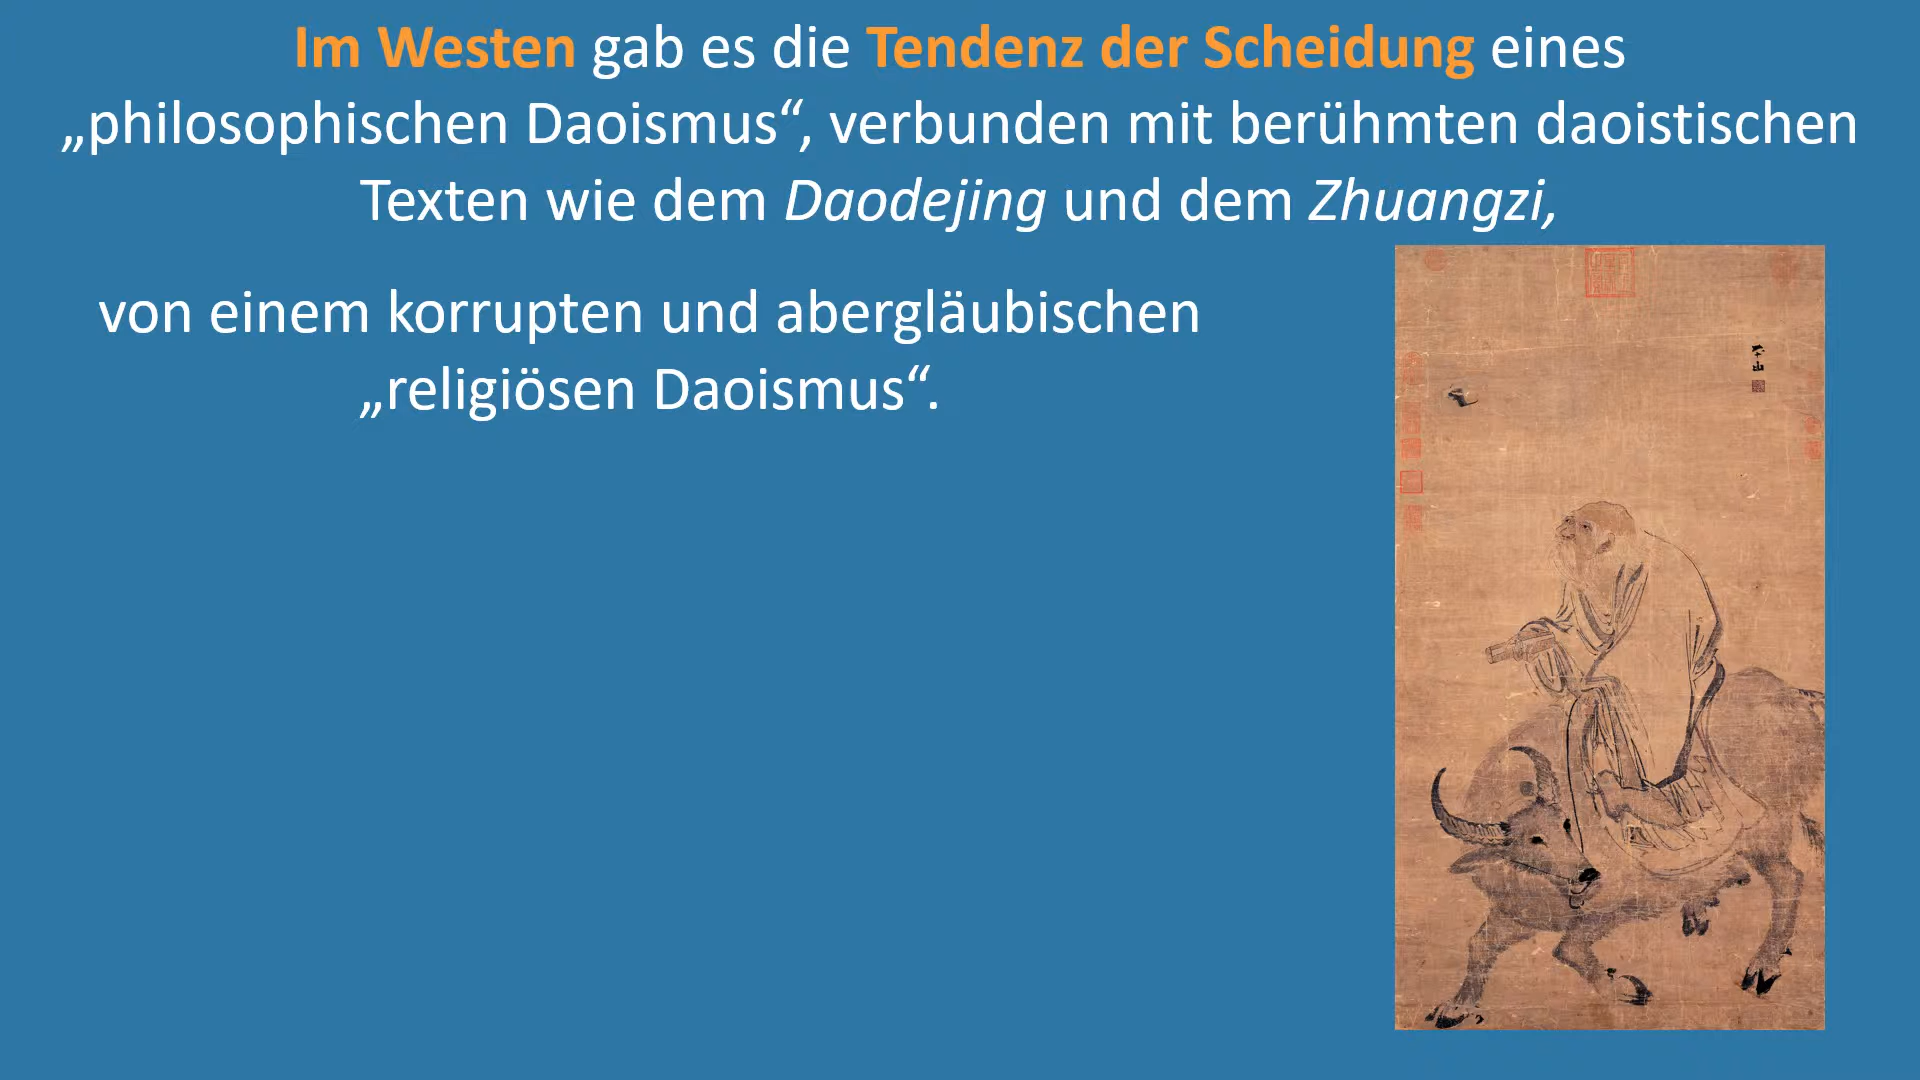 Im Westen gab es die Tendenz der Scheidung eines
„philosophischen Daoismus“, verbunden mit berühmten daoistischen
Texten wie dem Daodejing und dem Zhuangzi,
von einem korrupten und abergläubischen
„religiösen Daoismus“.